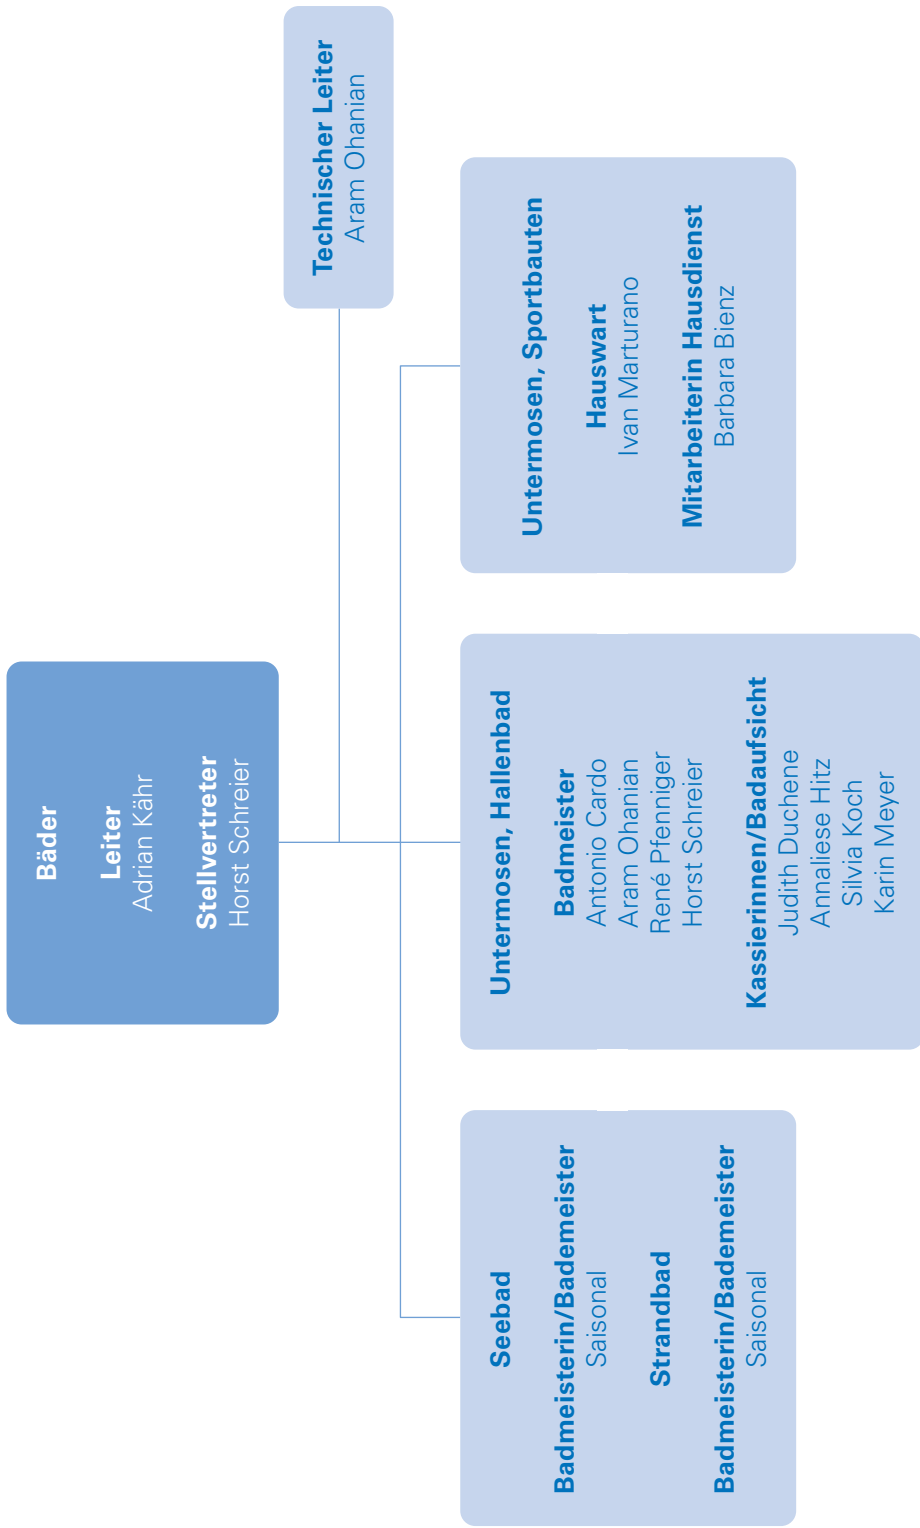 Bäder
Leiter
Adrian Kähr
Stellvertreter
Horst Schreier
Technischer Leiter
Aram Ohanian
Seebad
Badmeisterin/Bademeister
Saisonal
Strandbad
Badmeisterin/Bademeister
Saisonal
Untermosen, Hallenbad
Badmeister
Antonio Cardo
Aram Ohanian
René Pfenniger
Horst Schreier
Kassierinnen/Badaufsicht
Judith Duchene
Annaliese Hitz
Silvia Koch
Karin Meyer
Untermosen, Sportbauten
Hauswart
Ivan Marturano
Mitarbeiterin Hausdienst
Barbara Bienz